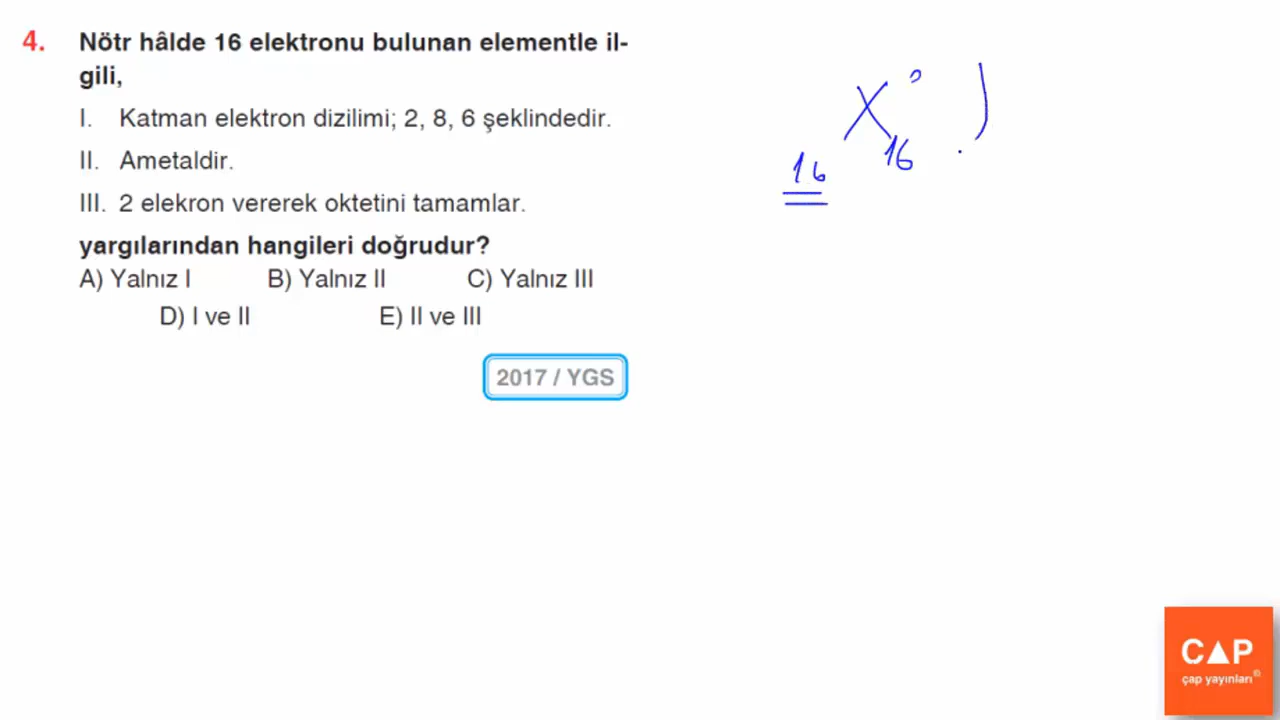 4. Nötr hâlde 16 elektronu bulunan elementle il-
gili,
I. Katman elektron dizilimi; 2, 8, 6 şeklindedir.
II. Ametaldir.
III. 2 elekron vererek oktetini tamamlar.
yargılarından hangileri doğrudur?
A) Yalnız I B) Yalnız II C) Yalnız III
D) I ve II E) II ve III
2017 / YGS
16 X 16 )
CAP
çap yayınları®